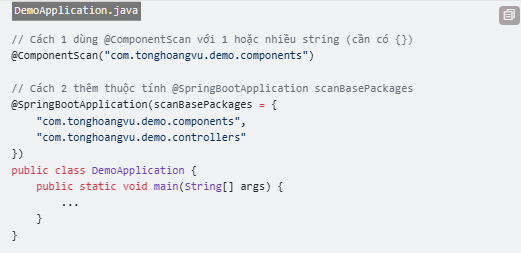 DemoApplication.java
// Cách 1 dùng @ComponentScan với 1 hoặc nhiều string (cần có {})
@ComponentScan("com.tonghoangvu.demo.components")
// Cách 2 thêm thuộc tính @SpringBootApplication scanBasePackages
@SpringBootApplication(scanBasePackages = {
    "com.tonghoangvu.demo.components",
    "com.tonghoangvu.demo.controllers"
})
public class DemoApplication {
    public static void main(String[] args) {
        ...
    }
}